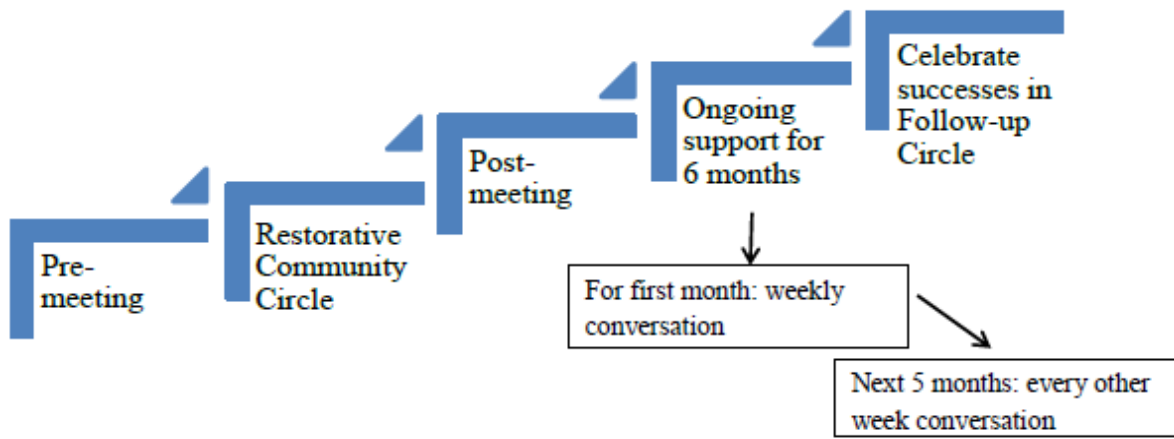 Pre-
meeting
Restorative
Community
Circle
Post-
meeting
Ongoing
support for
6 months
Celebrate
successes in
Follow-up
Circle
For first month: weekly
conversation
Next 5 months: every other
week conversation